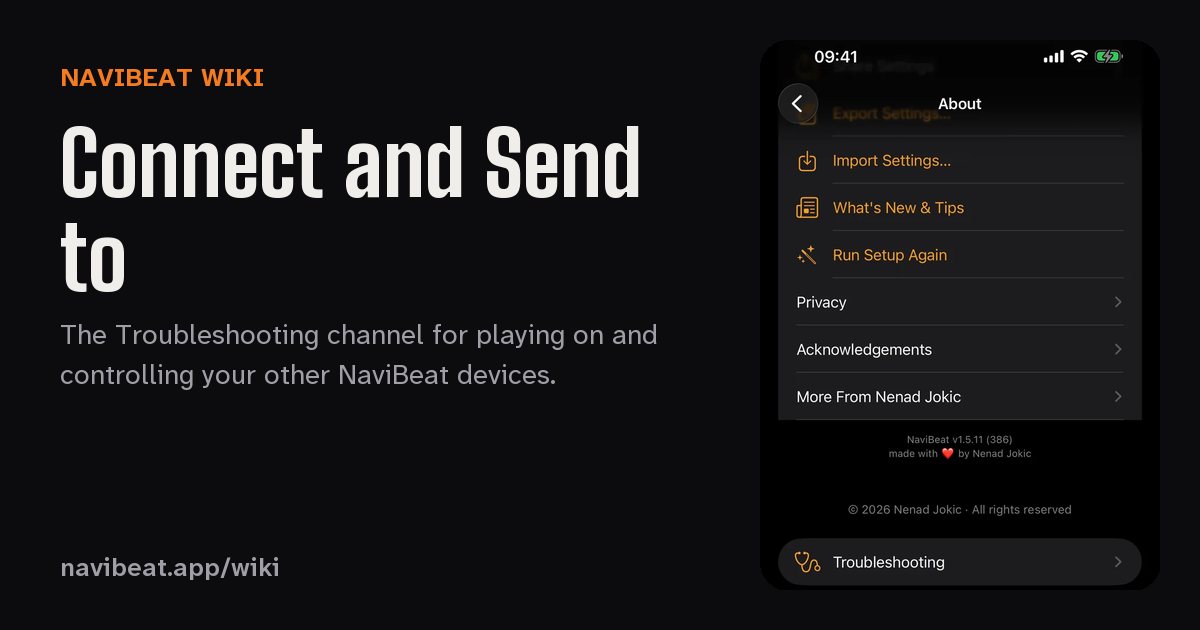 NAVIBEAT WIKI
Connect and Send
to
The Troubleshooting channel for playing on and
controlling your other NaviBeat devices.
navibeat.app/wiki
09:41
Share Settings
About
Export Settings...
Import Settings...
What's New & Tips
Run Setup Again
Privacy
Acknowledgements
More From Nenad Jokic
NaviBeat v1.5.11 (386)
made with ❤️ by Nenad Jokic
© 2026 Nenad Jokic · All rights reserved
Troubleshooting